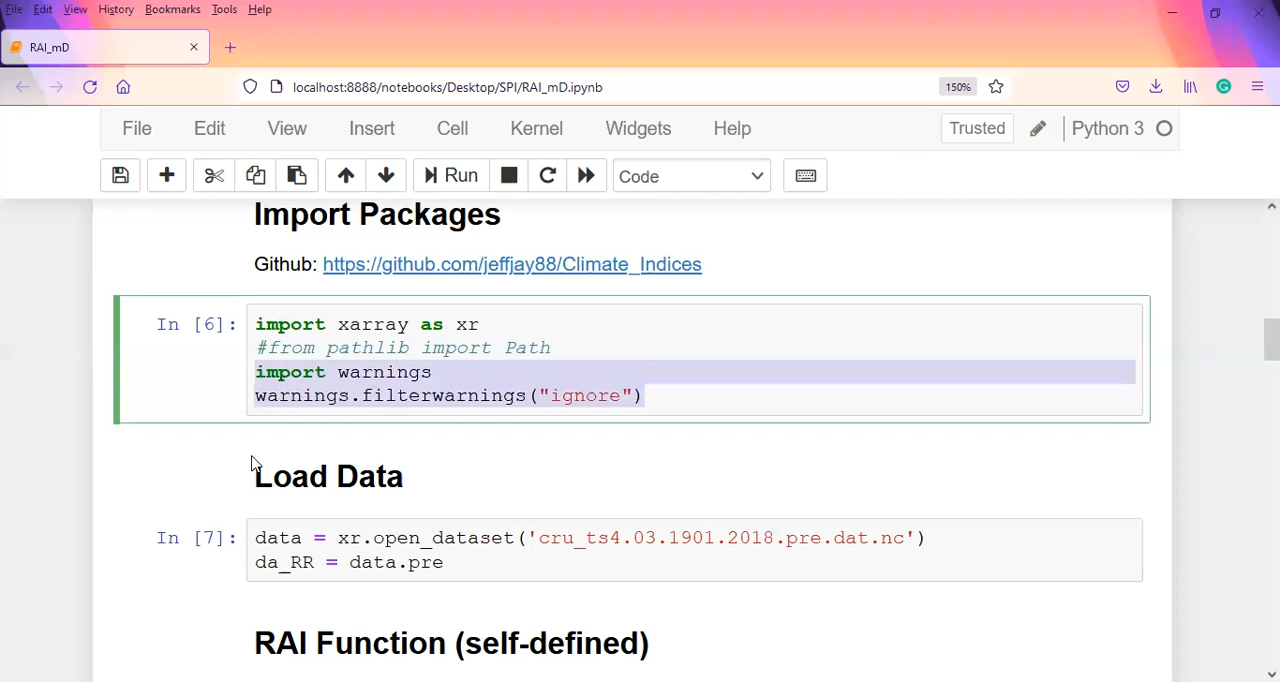 File Edit View History Bookmarks Tools Help
RAI_mD
localhost:8888/notebooks/Desktop/SPI/RAI_mD.ipynb 150%
File Edit View Insert Cell Kernel Widgets Help Trusted Python 3
Run Code
Import Packages
Github: https://github.com/jeffjay88/Climate_Indices
In [6]: import xarray as xr
#from pathlib import Path
import warnings
warnings.filterwarnings("ignore")
Load Data
In [7]: data = xr.open_dataset('cru_ts4.03.1901.2018.pre.dat.nc')
da_RR = data.pre
RAI Function (self-defined)